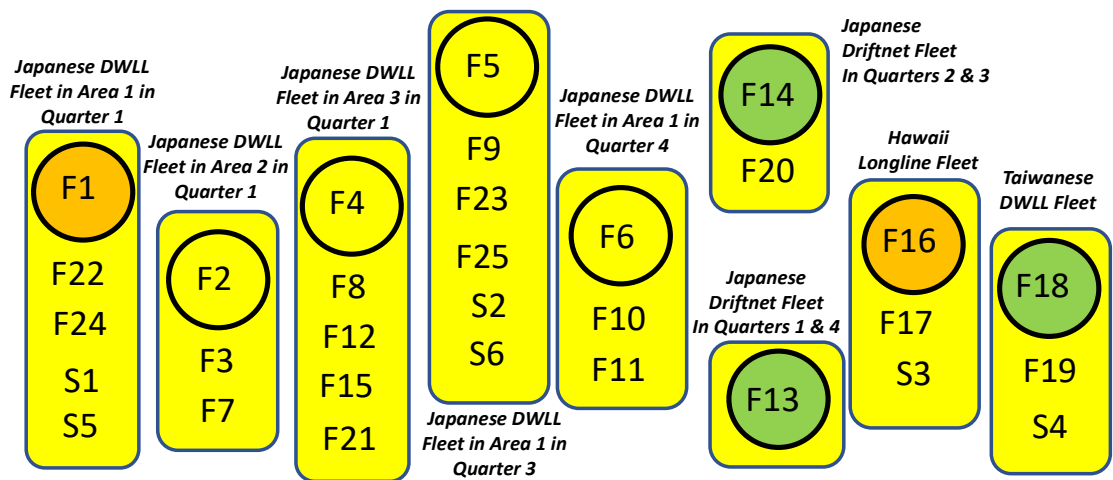 Japanese DWLL
Fleet in Area 1 in
Quarter 1
F1
F22
F24
S1
S5
Japanese DWLL
Fleet in Area 2 in
Quarter 1
F2
F3
F7
Japanese DWLL
Fleet in Area 3 in
Quarter 1
F4
F8
F12
F15
F21
F5
F9
F23
F25
S2
S6
Japanese DWLL
Fleet in Area 1 in
Quarter 3
Japanese DWLL
Fleet in Area 1 in
Quarter 4
F6
F10
F11
Japanese
Driftnet Fleet
In Quarters 2 & 3
F14
F20
Japanese
Driftnet Fleet
In Quarters 1 & 4
F13
Hawaii
Longline Fleet
F16
F17
S3
Taiwanese
DWLL Fleet
F18
F19
S4